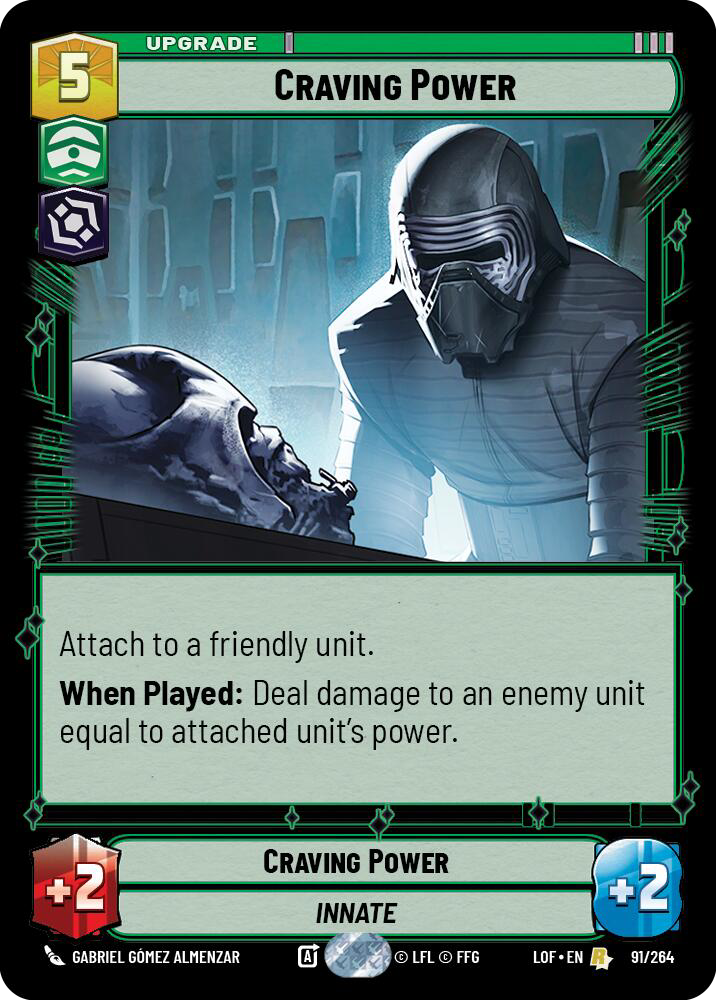 UPGRADE
5
CRAVING POWER
Attach to a friendly unit.
When Played: Deal damage to an enemy unit
equal to attached unit's power.
+2
CRAVING POWER
+2
INNATE
GABRIEL GÓMEZ ALMENZAR
A
© LFL © FFG
LOF • EN
R
91/264